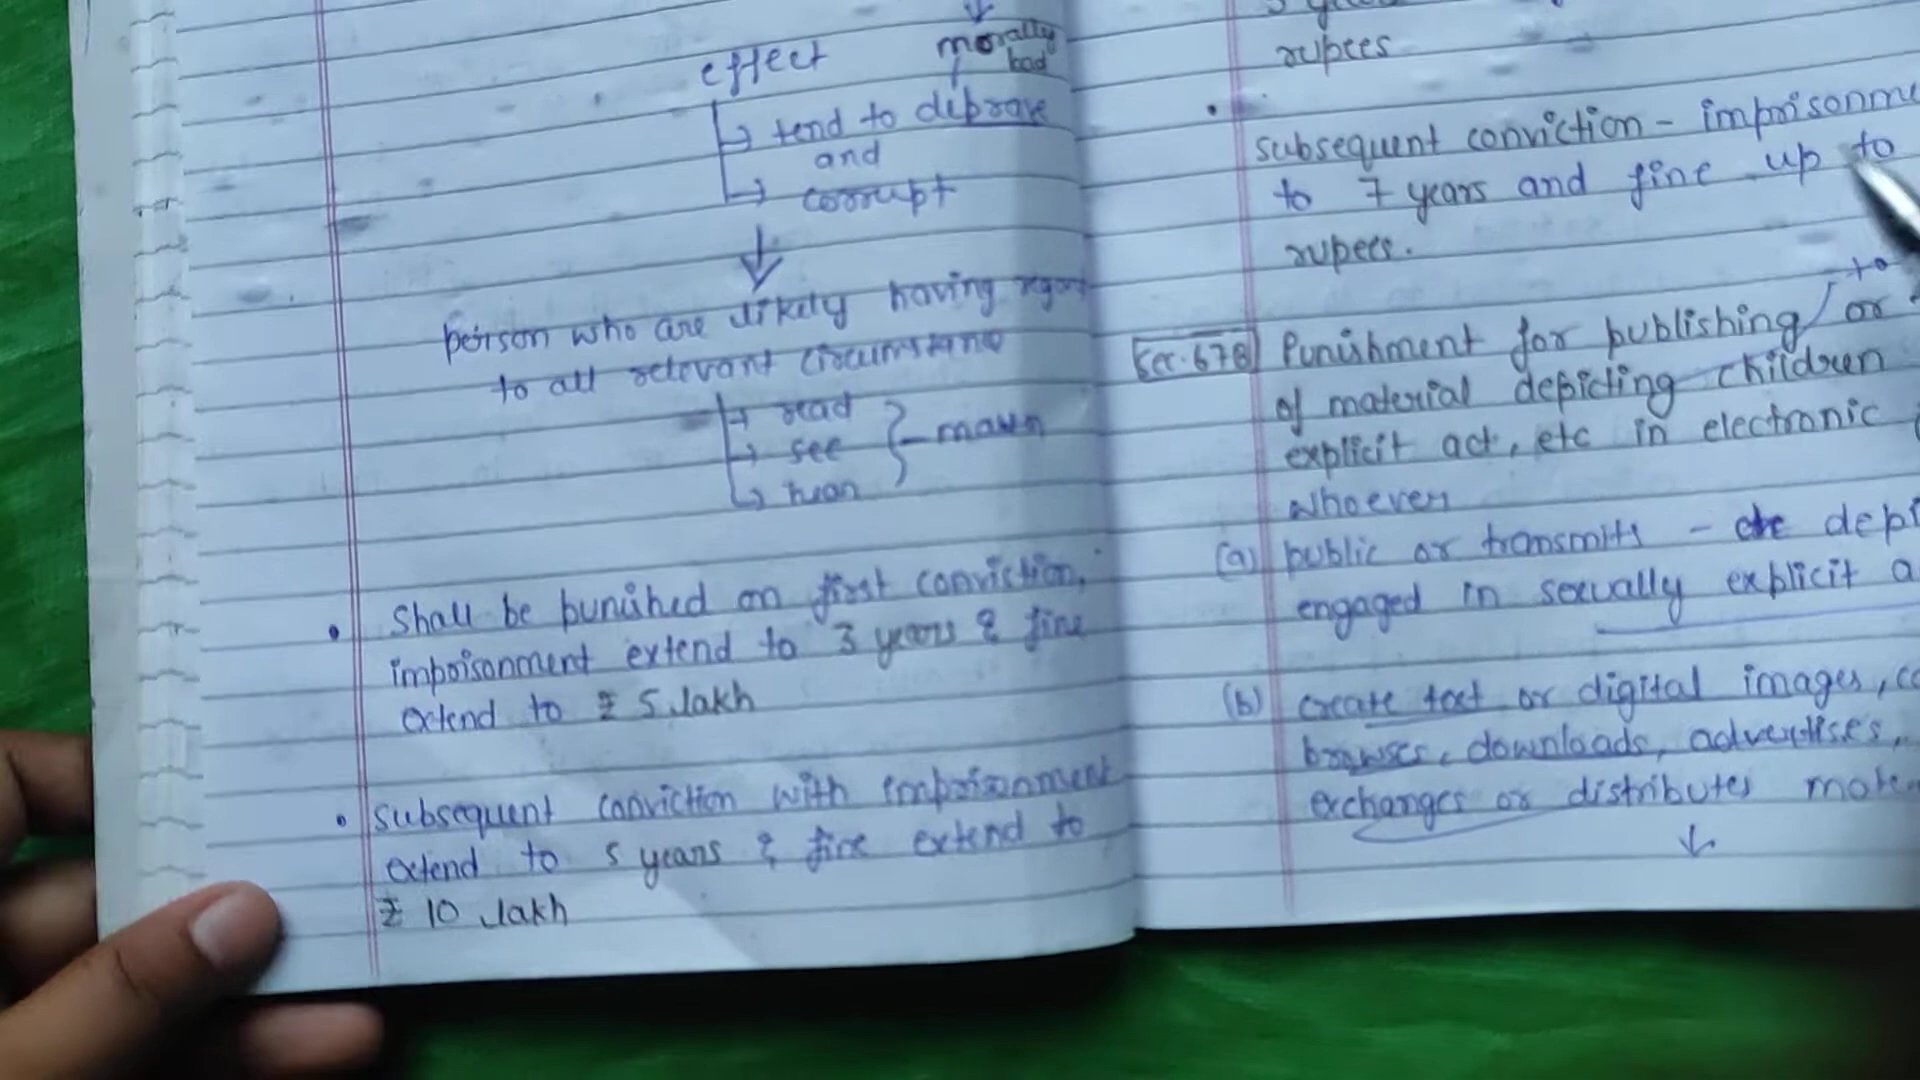 effect
morally
bad
tend to deprave
and
corrupt
person who are likely having
to all relevant circumstance
read
see
shall be punished on first conviction,
imprisonment extend to 3 years & fine
extend to ₹ 5 lakh
subsequent conviction with imprisonment
extend to 5 years & fine extend to
₹ 10 lakh
rupees
subsequent conviction - imprisonme
to 7 years and fine up to
rupees.
to
Sec. 67B Punishment for publishing or
of material depicting children
explicit act, etc in electronic
whoever
(a) public or transmits - depi
engaged in sexually explicit a
(b) create text or digital images, co
browses, downloads, advertises,
exchanges or distributes mate